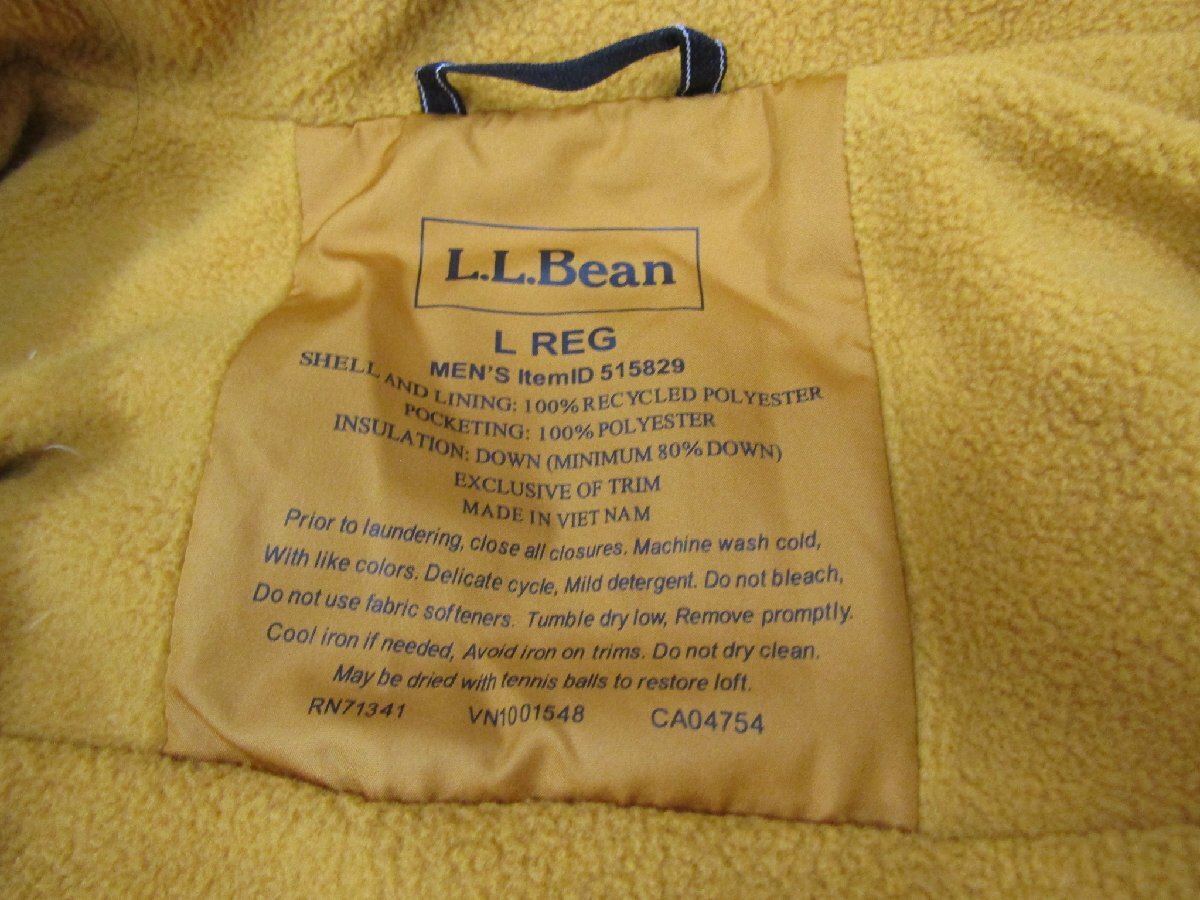 L.L.Bean
L REG
MEN'S ItemID 515829
SHELL AND LINING: 100% RECYCLED POLYESTER
POCKETING: 100% POLYESTER
INSULATION: DOWN (MINIMUM 80% DOWN)
EXCLUSIVE OF TRIM
MADE IN VIET NAM
Prior to laundering, close all closures. Machine wash cold,
With like colors. Delicate cycle, Mild detergent. Do not bleach,
Do not use fabric softeners. Tumble dry low, Remove promptly.
Cool iron if needed, Avoid iron on trims. Do not dry clean.
May be dried with tennis balls to restore loft.
RN71341 VN1001548 CA04754